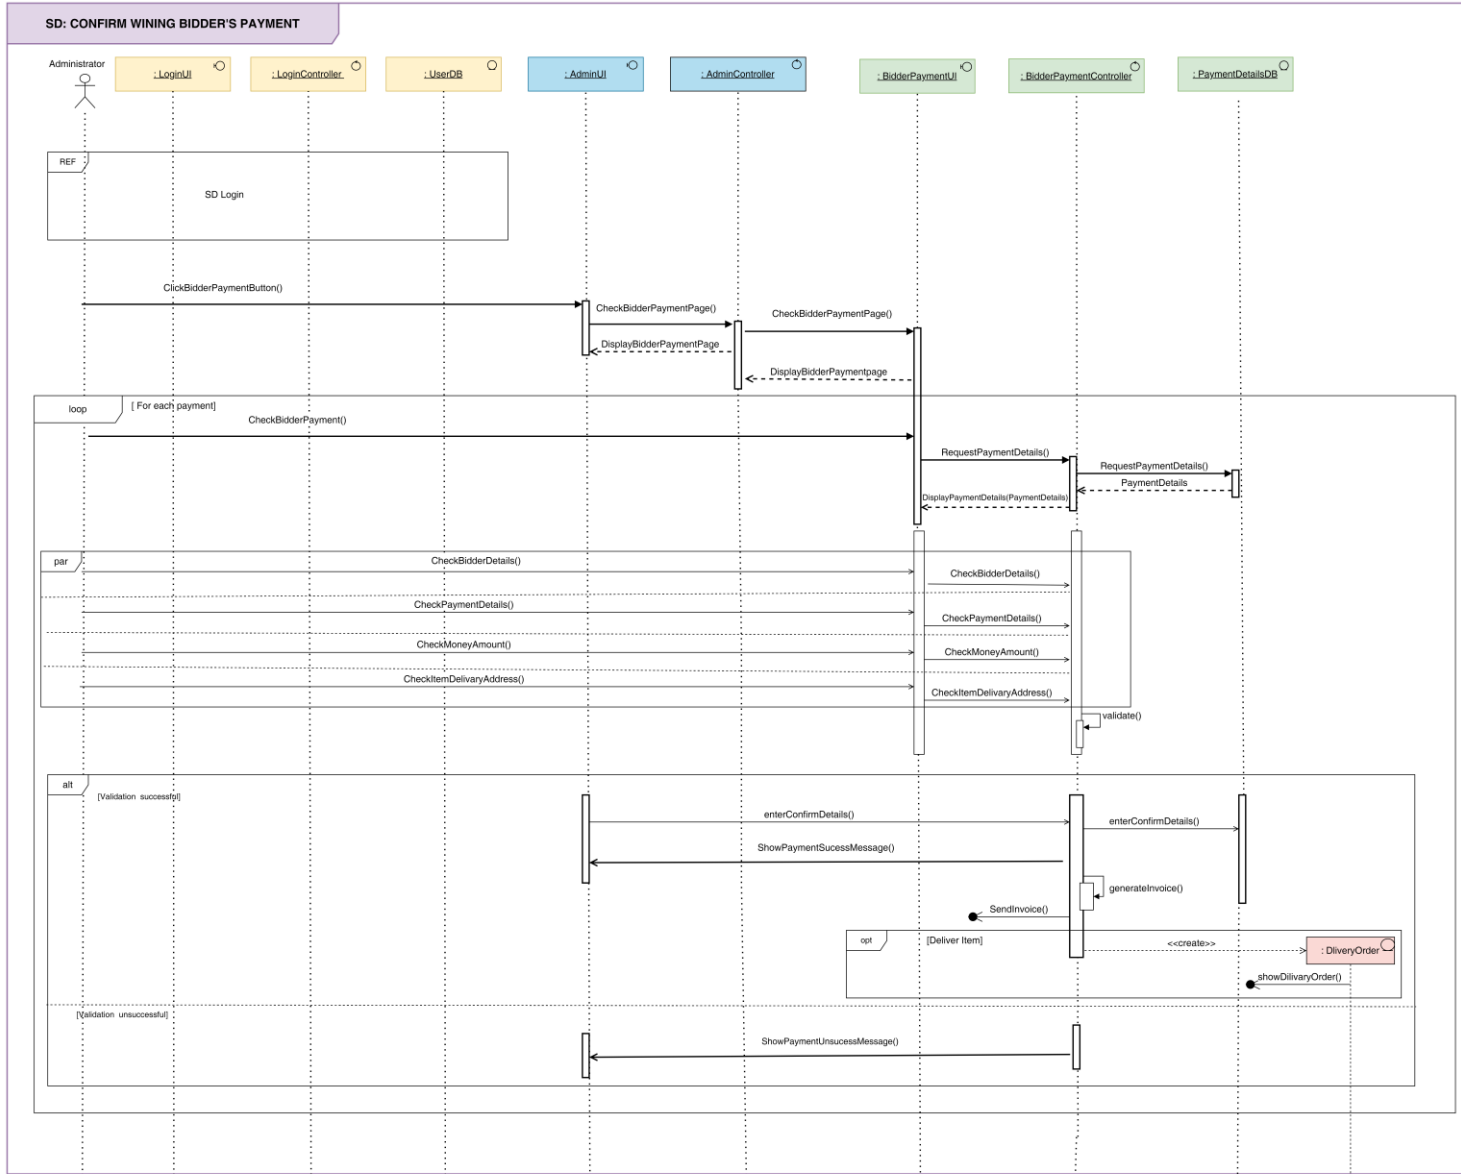 SD: CONFIRM WINING BIDDER'S PAYMENT
Administrator
: LoginUI
: LoginController
: UserDB
: AdminUI
: AdminController
: BidderPaymentUI
: BidderPaymentController
: PaymentDetailsDB
REF
SD Login
ClickBidderPaymentButton()
CheckBidderPaymentPage()
CheckBidderPaymentPage()
DisplayBidderPaymentPage
DisplayBidderPaymentpage
loop
[ For each payment]
CheckBidderPayment()
RequestPaymentDetails()
RequestPaymentDetails()
PaymentDetails
DisplayPaymentDetails(PaymentDetails)
par
CheckBidderDetails()
CheckBidderDetails()
CheckPaymentDetails()
CheckPaymentDetails()
CheckMoneyAmount()
CheckMoneyAmount()
CheckItemDelivaryAddress()
CheckItemDelivaryAddress()
validate()
alt
[Validation successful]
enterConfirmDetails()
enterConfirmDetails()
ShowPaymentSucessMessage()
generateInvoice()
SendInvoice()
opt
[Deliver Item]
<<create>>
: DliveryOrder
showDilivaryOrder()
[Validation unsuccessful]
ShowPaymentUnsucessMessage()